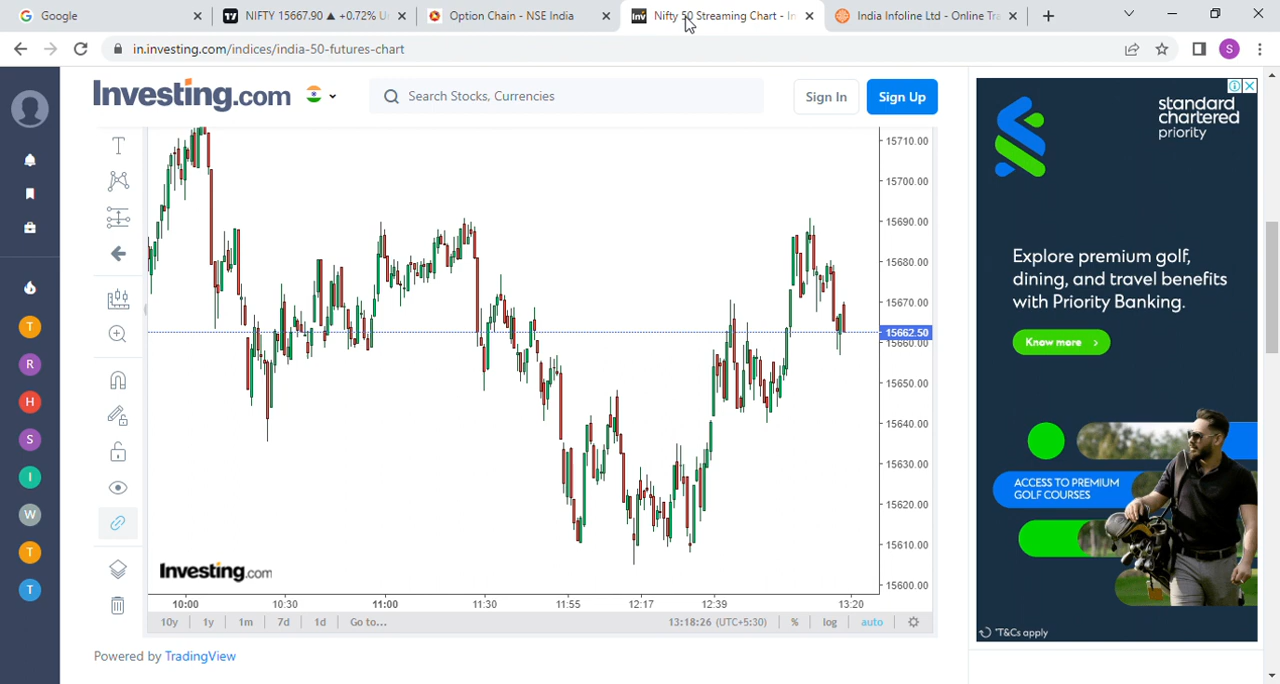 Google
NIFTY 15667.90 ▲ +0.72% U
Option Chain - NSE India
Nifty 50 Streaming Chart - In
India Infoline Ltd - Online Tra
in.investing.com/indices/india-50-futures-chart
S
Investing.com
Search Stocks, Currencies
Sign In
Sign Up
T
R
H
S
I
W
T
T
T
15710.00
15700.00
15690.00
15680.00
15670.00
15662.50
15660.00
15650.00
15640.00
15630.00
15620.00
15610.00
15600.00
Investing.com
10:00 10:30 11:00 11:30 11:55 12:17 12:39 13:20
10y 1y 1m 7d 1d Go to... 13:18:26 (UTC+5:30) % log auto
Powered by TradingView
standard
chartered
priority
Explore premium golf,
dining, and travel benefits
with Priority Banking.
Know more >
ACCESS TO PREMIUM
GOLF COURSES
*T&Cs apply